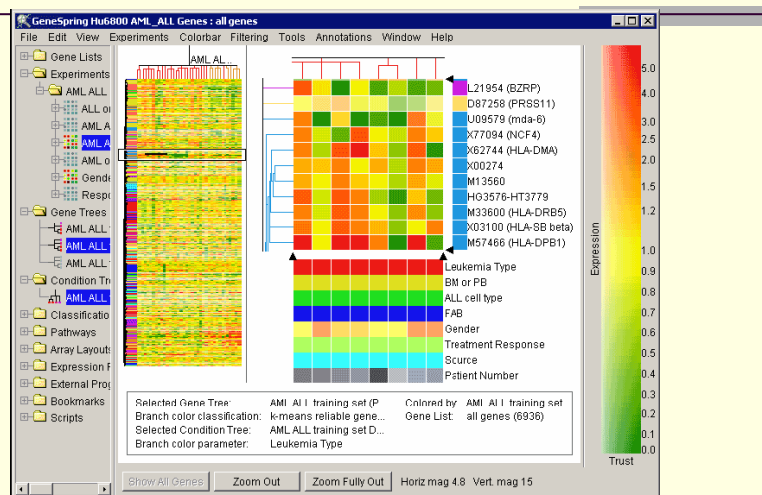 GeneSpring Hu6800 AML_ALL Genes : all genes
File Edit View Experiments Colorbar Filtering Tools Annotations Window Help
Gene Lists
Experiments
AML ALL
ALL or
AML A
AML A
AML o
Gende
Respo
Gene Trees
AML ALL
AML ALL
AML ALL
Condition Tre
AML ALL
Classificatio
Pathways
Array Layouts
Expression F
External Prog
Bookmarks
Scripts
AML AL...
L21954 (BZRP)
D87258 (PRSS11)
U09579 (mda-6)
X77094 (NCF4)
X62744 (HLA-DMA)
X00274
M13560
HG3576-HT3779
M33600 (HLA-DRB5)
X03100 (HLA-SB beta)
M57466 (HLA-DPB1)
Leukemia Type
BM or PB
ALL cell type
FAB
Gender
Treatment Response
Source
Patient Number
Selected Gene Tree: AML ALL training set (P... Colored by: AML ALL training set
Branch color classification: k-means reliable gene... Gene List: all genes (6936)
Selected Condition Tree: AML ALL training set D...
Branch color parameter: Leukemia Type
Show All Genes Zoom Out Zoom Fully Out Horiz mag 4.8 Vert. mag 15
Expression
5.0
4.0
3.0
2.5
2.0
1.5
1.2
1.0
0.9
0.8
0.7
0.6
0.5
0.4
0.3
0.2
0.1
0.0
Trust